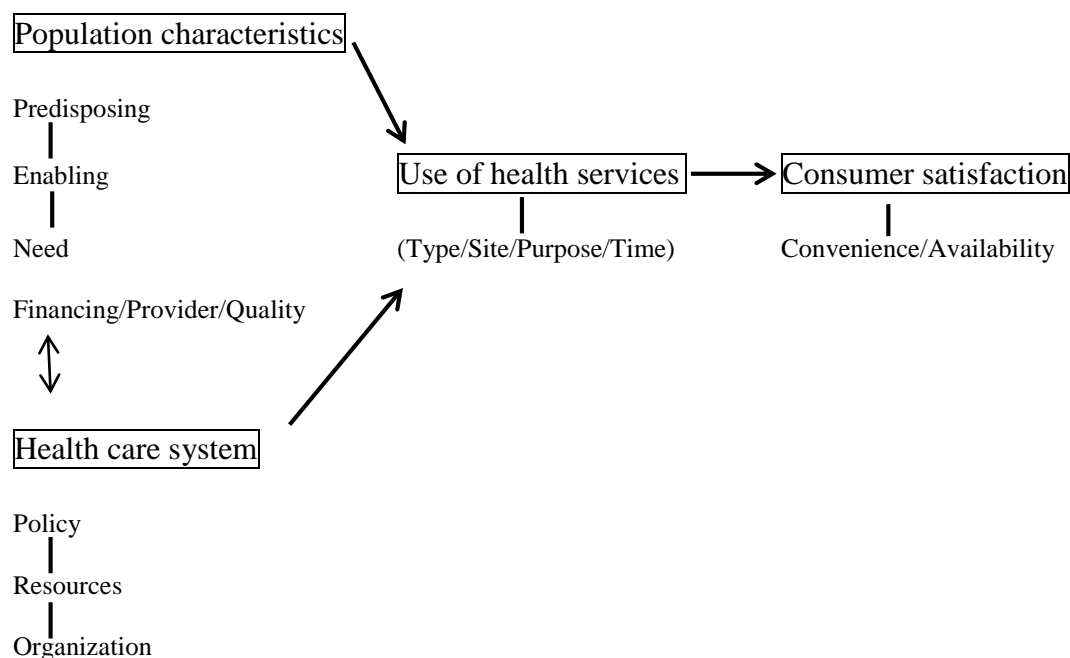 Population characteristics
Predisposing
Enabling
Need
Financing/Provider/Quality
Health care system
Policy
Resources
Organization
Use of health services
(Type/Site/Purpose/Time)
Consumer satisfaction
Convenience/Availability